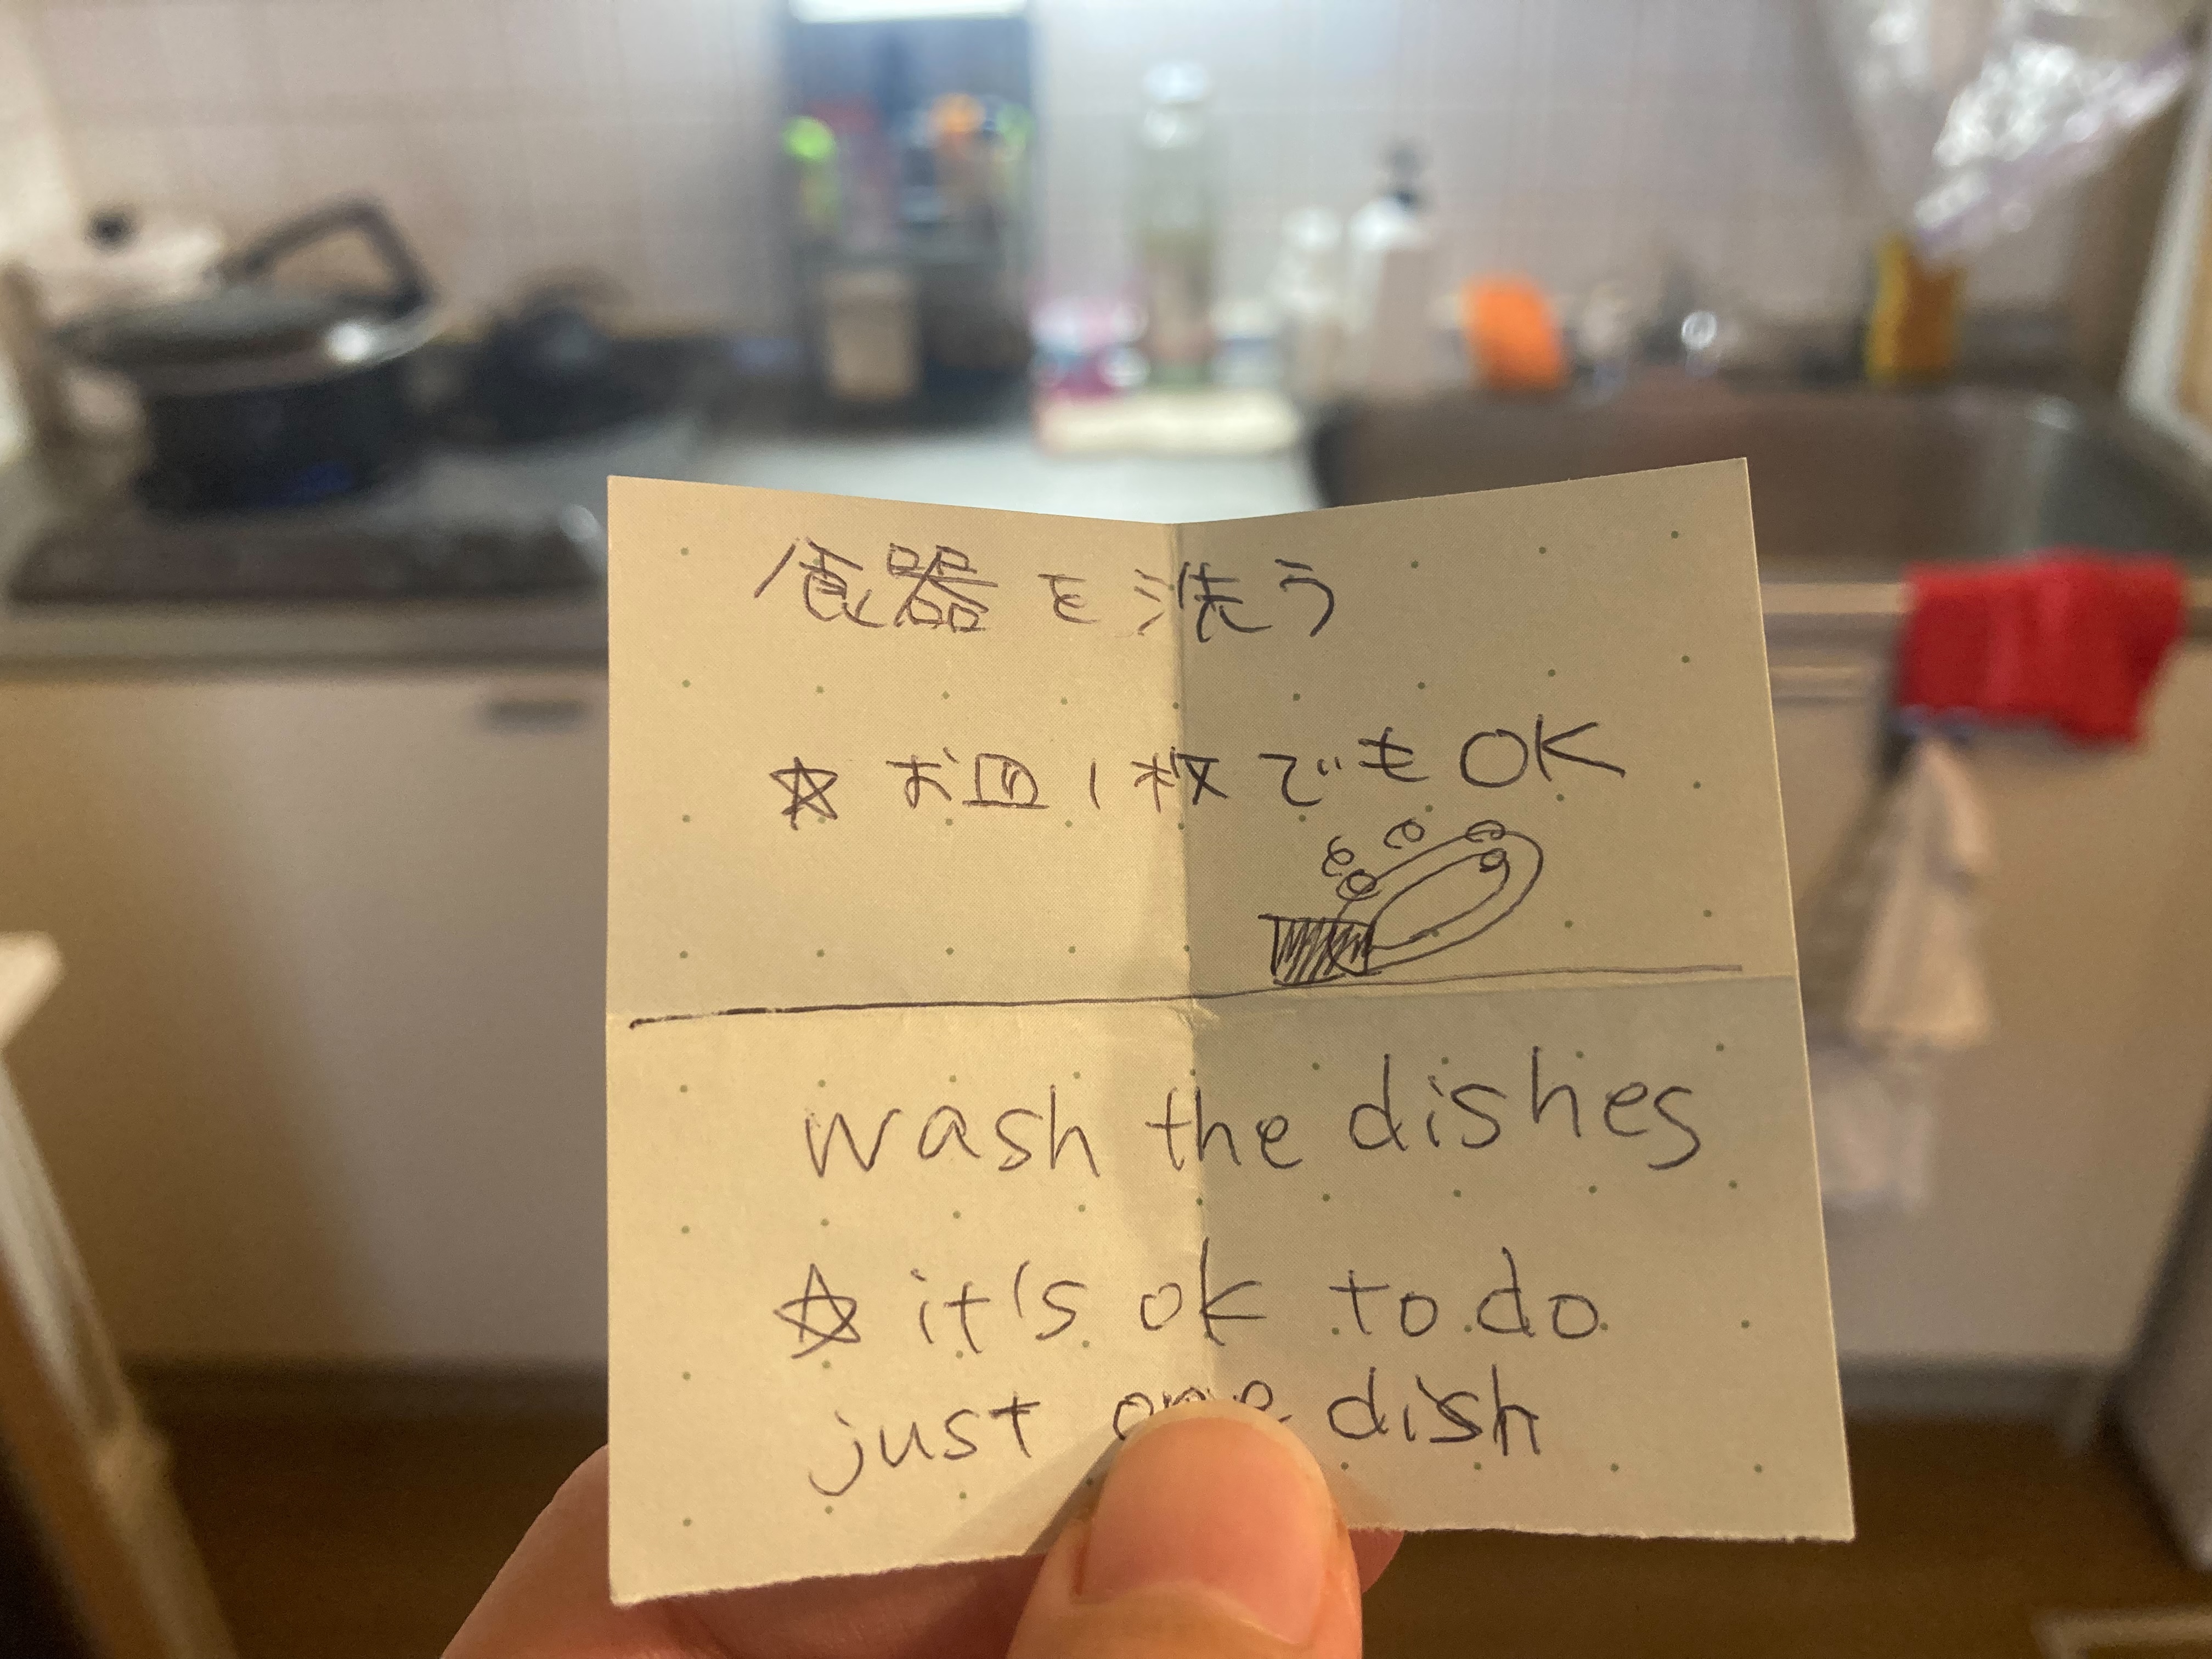 食器を洗う
☆ お皿1枚でもOK
wash the dishes
☆ it's ok to do
just one dish